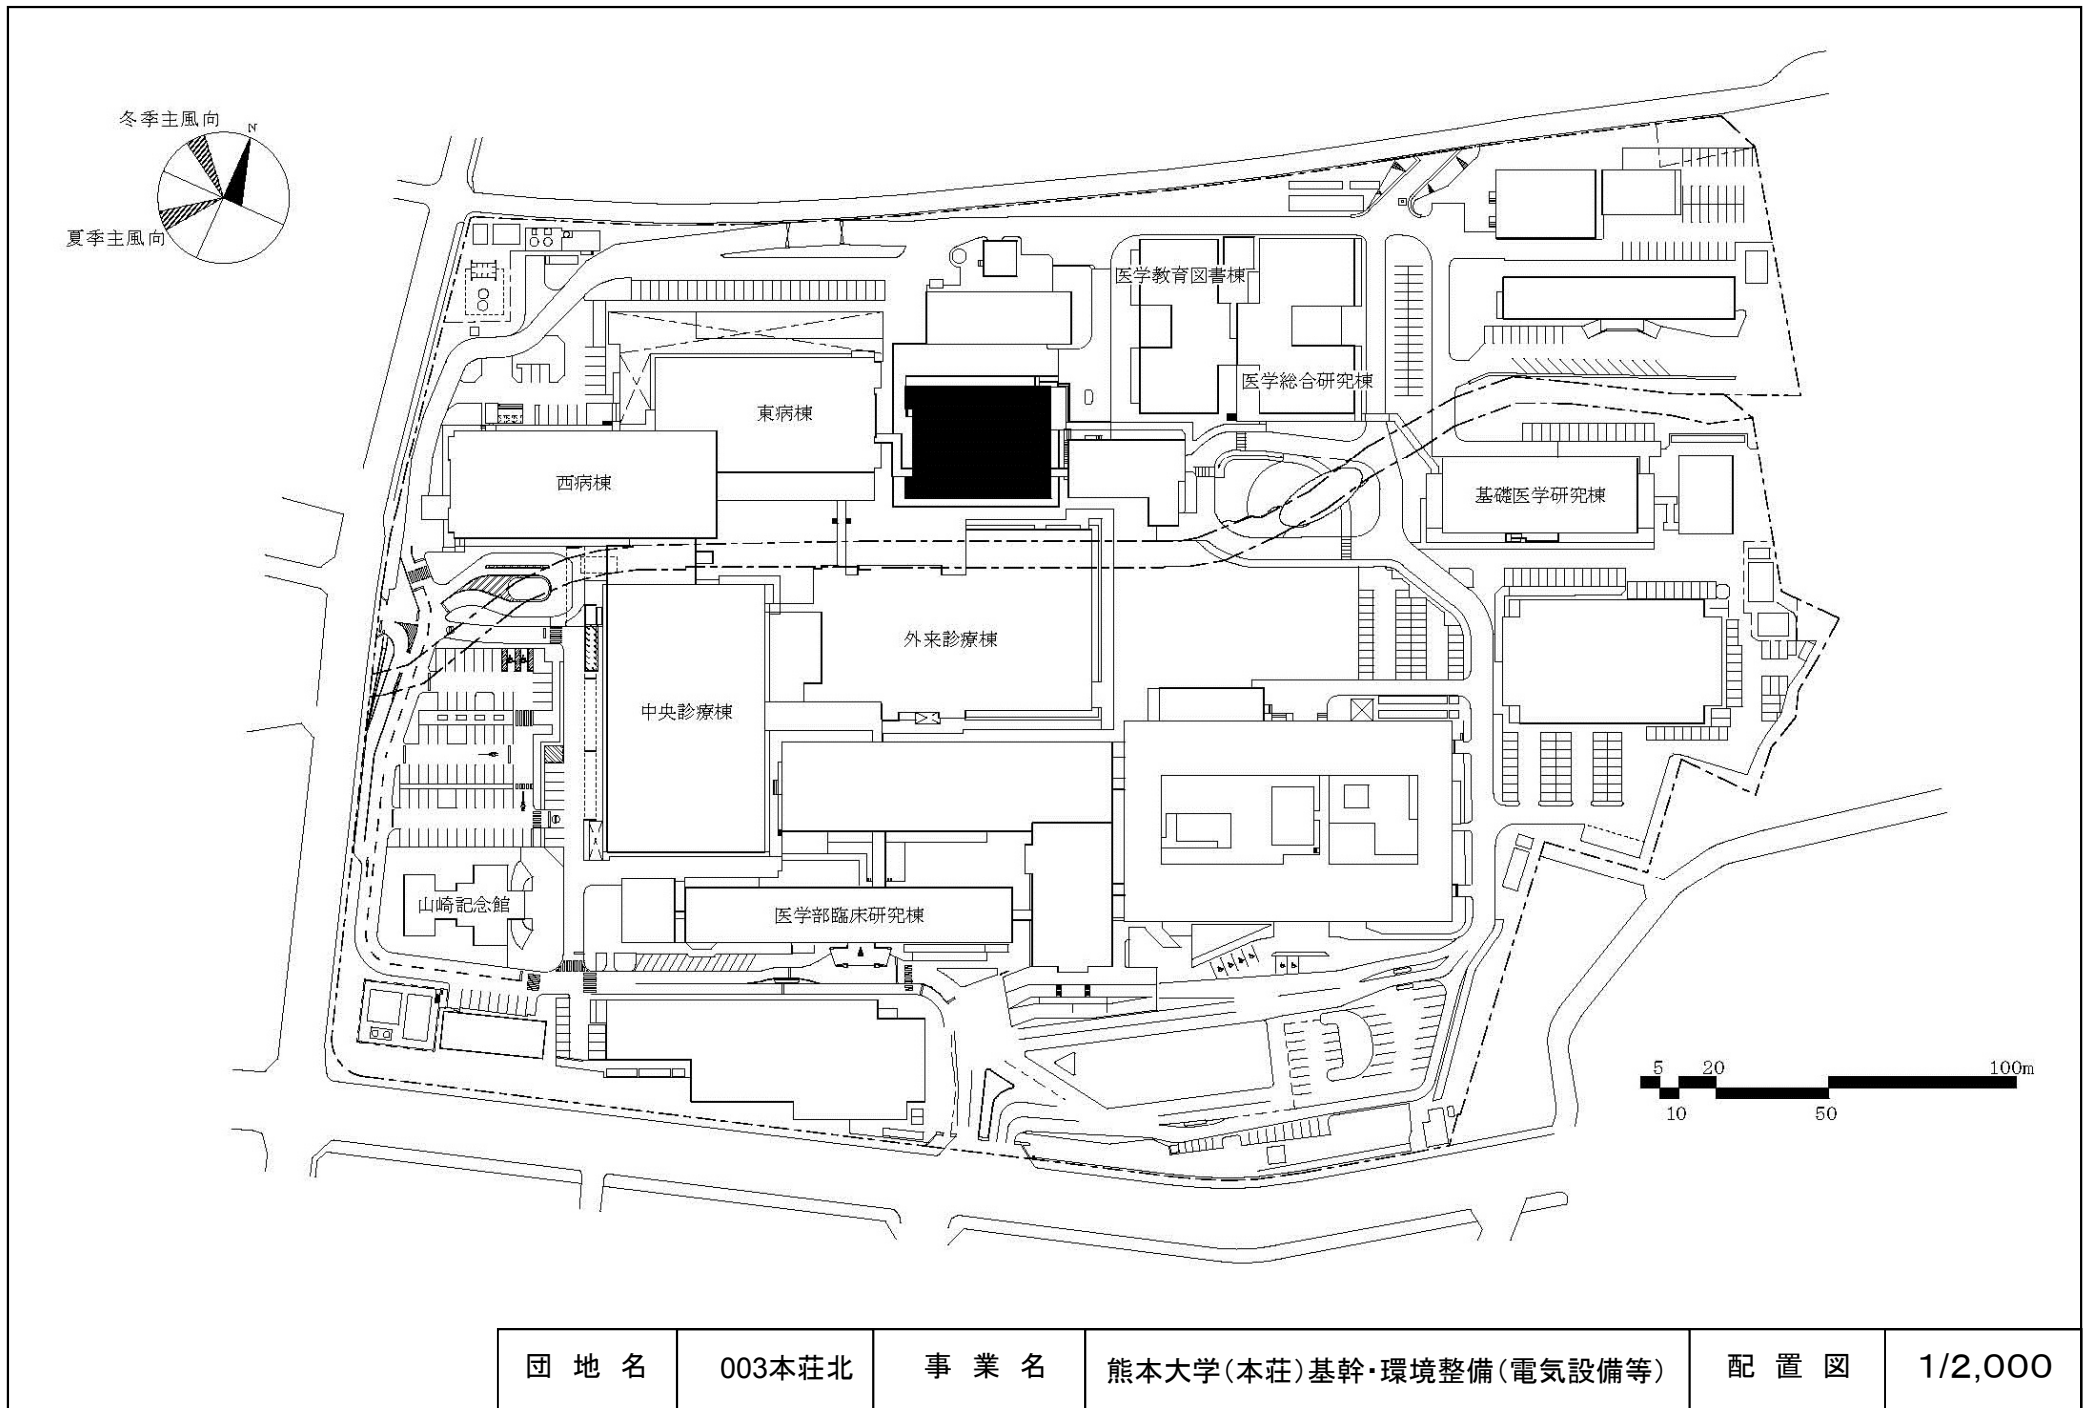 冬季主風向
N
夏季主風向
医学教育図書棟
医学総合研究棟
東病棟
西病棟
基礎医学研究棟
外来診療棟
中央診療棟
山崎記念館
医学部臨床研究棟
5 20 100m
10 50
団地名 003本荘北 事業名 熊本大学(本荘)基幹・環境整備(電気設備等) 配置図 1/2,000